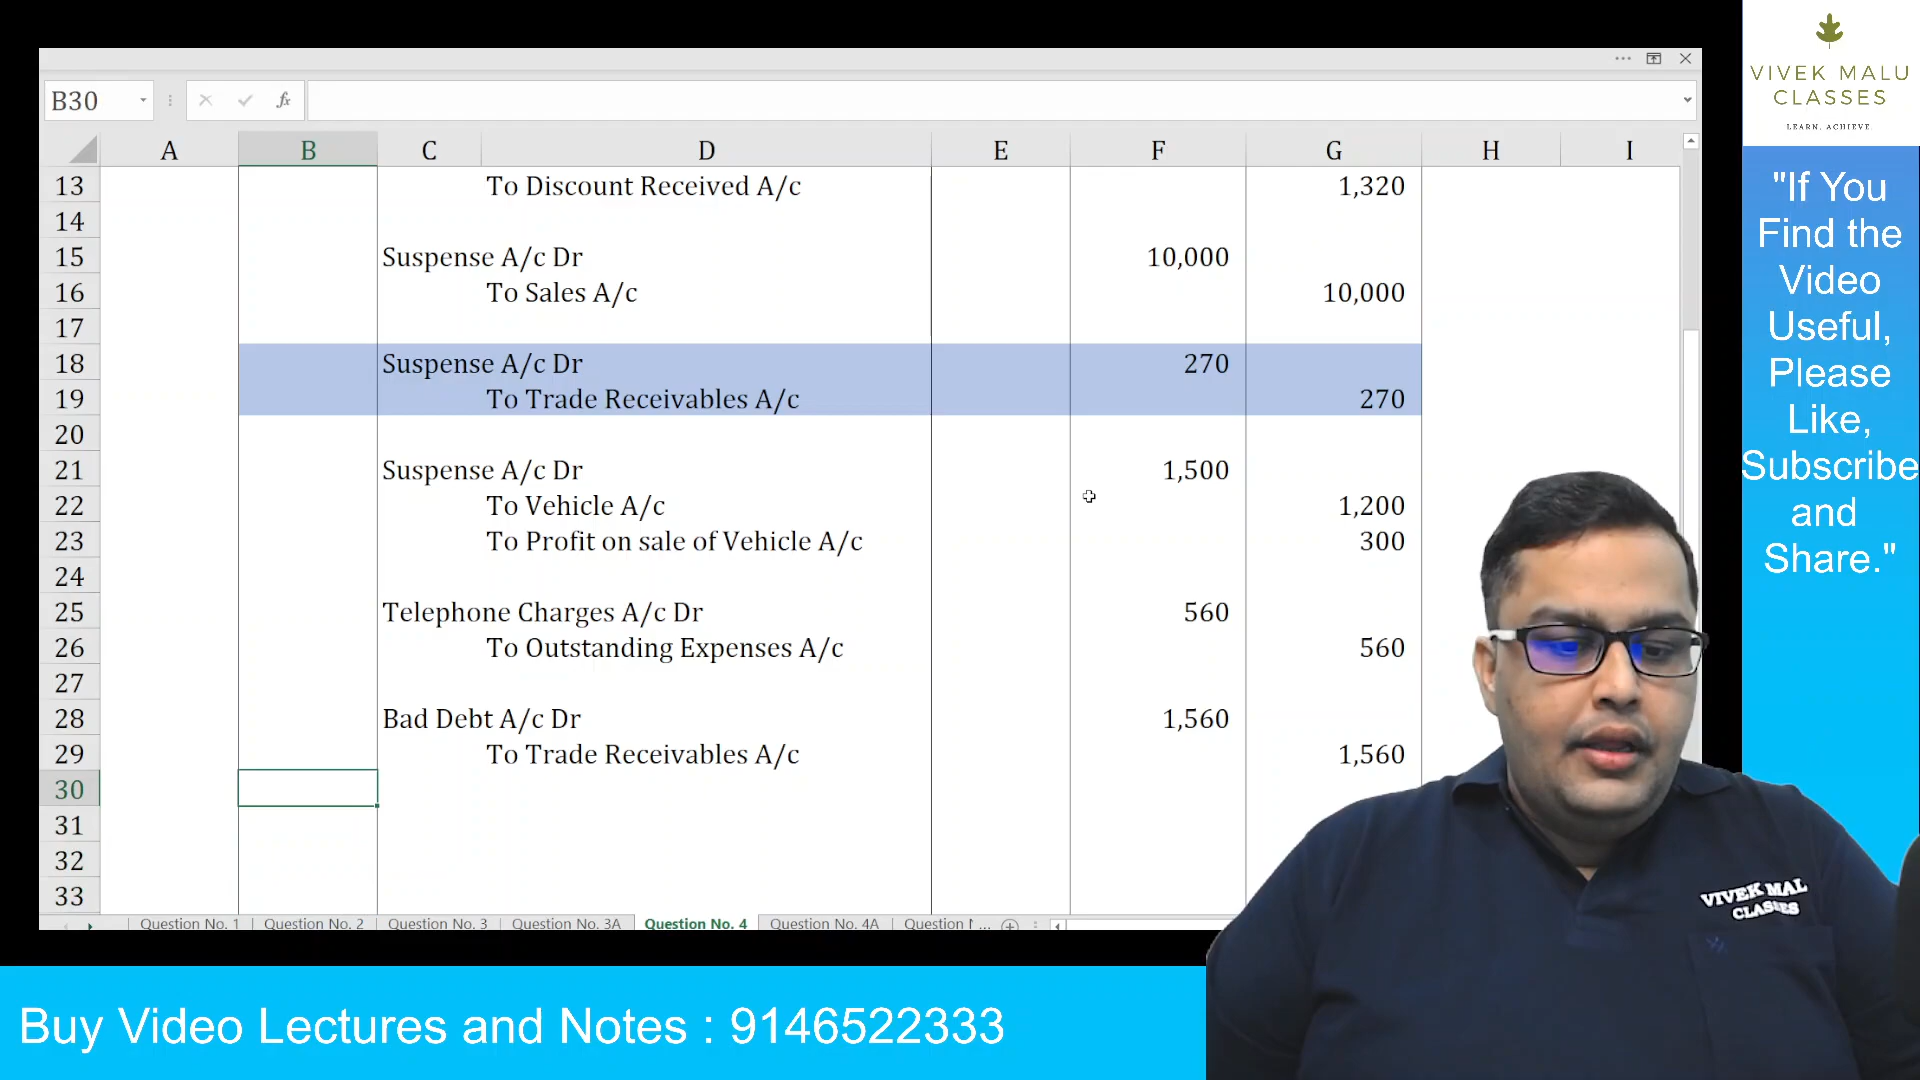 B30
fx
A B C D E F G H I
13 To Discount Received A/c 1,320
14
15 Suspense A/c Dr 10,000
16 To Sales A/c 10,000
17
18 Suspense A/c Dr 270
19 To Trade Receivables A/c 270
20
21 Suspense A/c Dr 1,500
22 To Vehicle A/c 1,200
23 To Profit on sale of Vehicle A/c 300
24
25 Telephone Charges A/c Dr 560
26 To Outstanding Expenses A/c 560
27
28 Bad Debt A/c Dr 1,560
29 To Trade Receivables A/c 1,560
30
31
32
33
Question No. 1 Question No. 2 Question No. 3 Question No. 3A Question No. 4 Question No. 4A Question ...
VIVEK MALU
CLASSES
LEARN. ACHIEVE.
"If You
Find the
Video
Useful,
Please
Like,
Subscribe
and
Share."
VIVEK MAL
CLASSES
Buy Video Lectures and Notes : 9146522333